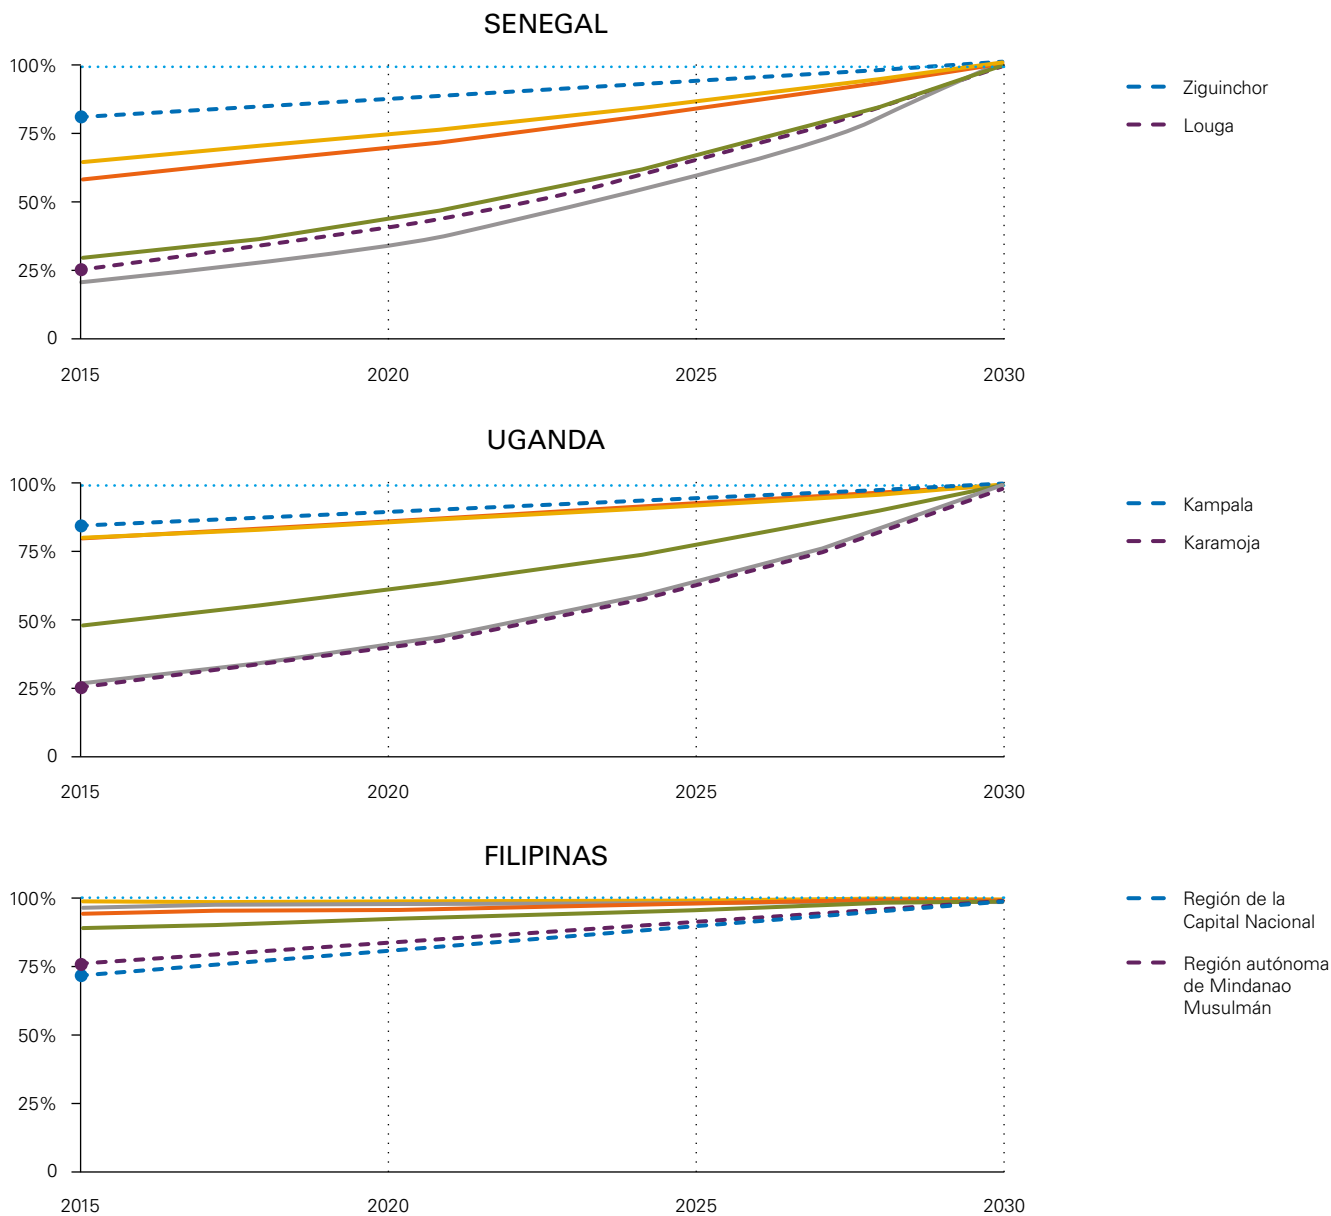 SENEGAL
100%
75%
50%
25%
0
2015
2020
2025
2030
Ziguinchor
Louga
UGANDA
100%
75%
50%
25%
0
2015
2020
2025
2030
Kampala
Karamoja
FILIPINAS
100%
75%
50%
25%
0
2015
2020
2025
2030
Región de la
Capital Nacional
Región autónoma
de Mindanao
Musulmán